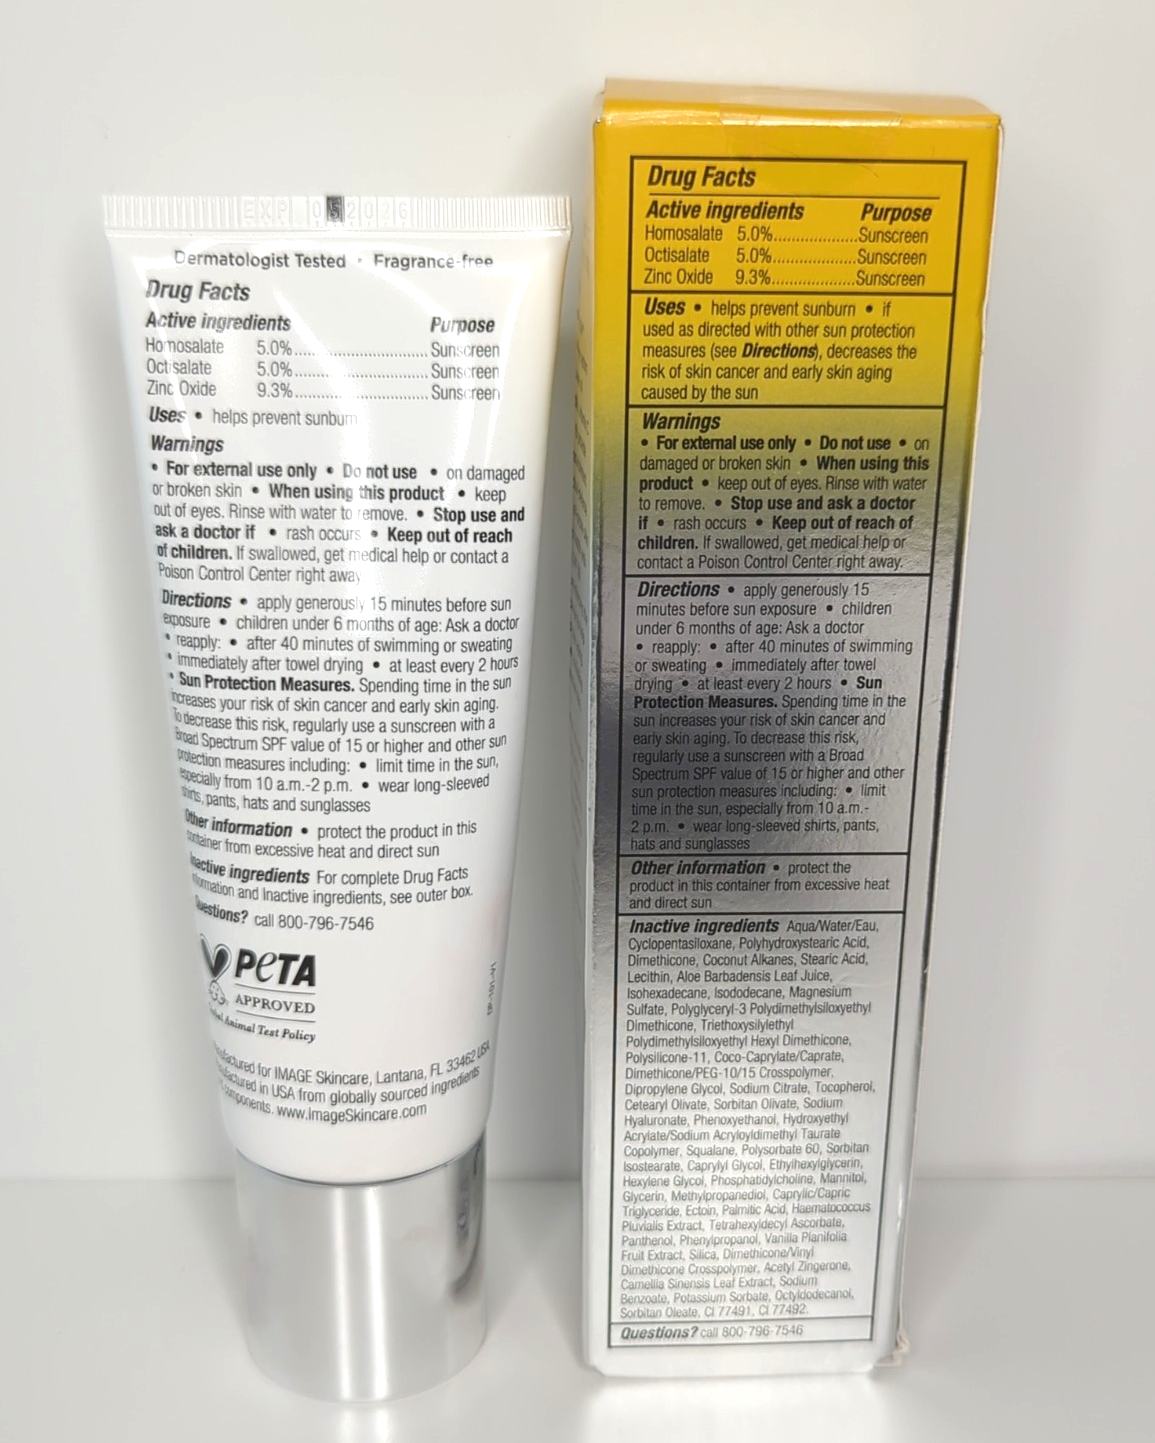 EXP 052026
Dermatologist Tested • Fragrance-free
Drug Facts
Active ingredients Purpose
Homosalate 5.0%.............................. Sunscreen
Octisalate 5.0%.............................. Sunscreen
Zinc Oxide 9.3%.............................. Sunscreen
Uses • helps prevent sunburn
Warnings
• For external use only • Do not use • on damaged
or broken skin • When using this product • keep
out of eyes. Rinse with water to remove. • Stop use and
ask a doctor if • rash occurs • Keep out of reach
of children. If swallowed, get medical help or contact a
Poison Control Center right away
Directions • apply generously 15 minutes before sun
exposure • children under 6 months of age: Ask a doctor
• reapply: • after 40 minutes of swimming or sweating
• immediately after towel drying • at least every 2 hours
• Sun Protection Measures. Spending time in the sun
increases your risk of skin cancer and early skin aging.
To decrease this risk, regularly use a sunscreen with a
Broad Spectrum SPF value of 15 or higher and other sun
protection measures including: • limit time in the sun,
especially from 10 a.m.-2 p.m. • wear long-sleeved
shirts, pants, hats and sunglasses
Other information • protect the product in this
container from excessive heat and direct sun
Inactive ingredients For complete Drug Facts
information and Inactive ingredients, see outer box.
Questions? call 800-796-7546
PeTA
APPROVED
Animal Test Policy
for IMAGE Skincare, Lantana, FL 33462 USA
in USA from globally sourced ingredients
components. www.ImageSkincare.com
Drug Facts
Active ingredients Purpose
Homosalate 5.0%...................Sunscreen
Octisalate 5.0%...................Sunscreen
Zinc Oxide 9.3%...................Sunscreen
Uses • helps prevent sunburn • if
used as directed with other sun protection
measures (see Directions), decreases the
risk of skin cancer and early skin aging
caused by the sun
Warnings
• For external use only • Do not use • on
damaged or broken skin • When using this
product • keep out of eyes. Rinse with water
to remove. • Stop use and ask a doctor
if • rash occurs • Keep out of reach of
children. If swallowed, get medical help or
contact a Poison Control Center right away.
Directions • apply generously 15
minutes before sun exposure • children
under 6 months of age: Ask a doctor
• reapply: • after 40 minutes of swimming
or sweating • immediately after towel
drying • at least every 2 hours • Sun
Protection Measures. Spending time in the
sun increases your risk of skin cancer and
early skin aging. To decrease this risk,
regularly use a sunscreen with a Broad
Spectrum SPF value of 15 or higher and other
sun protection measures including: • limit
time in the sun, especially from 10 a.m.-
2 p.m. • wear long-sleeved shirts, pants,
hats and sunglasses
Other information • protect the
product in this container from excessive heat
and direct sun
Inactive ingredients Aqua/Water/Eau,
Cyclopentasiloxane, Polyhydroxystearic Acid,
Dimethicone, Coconut Alkanes, Stearic Acid,
Lecithin, Aloe Barbadensis Leaf Juice,
Isohexadecane, Isododecane, Magnesium
Sulfate, Polyglyceryl-3 Polydimethylsiloxyethyl
Dimethicone, Triethoxysilylethyl
Polydimethylsiloxyethyl Hexyl Dimethicone,
Polysilicone-11, Coco-Caprylate/Caprate,
Dimethicone/PEG-10/15 Crosspolymer,
Dipropylene Glycol, Sodium Citrate, Tocopherol,
Cetearyl Olivate, Sorbitan Olivate, Sodium
Hyaluronate, Phenoxyethanol, Hydroxyethyl
Acrylate/Sodium Acryloyldimethyl Taurate
Copolymer, Squalane, Polysorbate 60, Sorbitan
Isostearate, Caprylyl Glycol, Ethylhexylglycerin,
Hexylene Glycol, Phosphatidylcholine, Mannitol,
Glycerin, Methylpropanediol, Caprylic/Capric
Triglyceride, Ectoin, Palmitic Acid, Haematococcus
Pluvialis Extract, Tetrahexyldecyl Ascorbate,
Panthenol, Phenylpropanol, Vanilla Planifolia
Fruit Extract, Silica, Dimethicone/Vinyl
Dimethicone Crosspolymer, Acetyl Zingerone,
Camellia Sinensis Leaf Extract, Sodium
Benzoate, Potassium Sorbate, Octyldodecanol,
Sorbitan Oleate, CI 77491, CI 77492.
Questions? call 800-796-7546